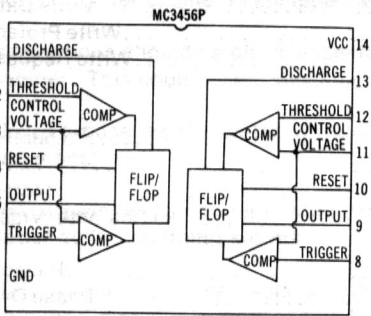 MC3456P
DISCHARGE
VCC 14
DISCHARGE
13
THRESHOLD
CONTROL
VOLTAGE
COMP
THRESHOLD
12
COMP
CONTROL
VOLTAGE
11
RESET
FLIP/
FLOP
RESET
10
FLIP/
FLOP
OUTPUT
OUTPUT
9
TRIGGER
COMP
COMP
TRIGGER
8
GND